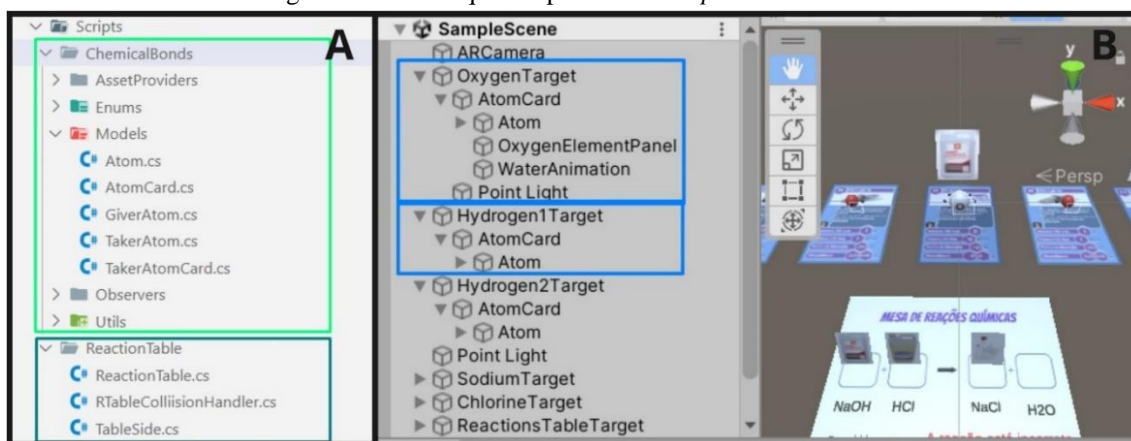 Scripts
A
ChemicalBonds
AssetProviders
Enums
Models
C# Atom.cs
C# AtomCard.cs
C# GiverAtom.cs
C# TakerAtom.cs
C# TakerAtomCard.cs
Observers
Utils
ReactionTable
C# ReactionTable.cs
C# RTableColliisionHandler.cs
C# TableSide.cs
SampleScene
ARCamera
OxygenTarget
AtomCard
Atom
OxygenElementPanel
WaterAnimation
Point Light
Hydrogen1Target
AtomCard
Atom
Hydrogen2Target
AtomCard
Atom
Point Light
SodiumTarget
ChlorineTarget
ReactionsTableTarget
B
y
x
Persp
MESA DE REAÇÕES QUÍMICAS
NaOH HCl NaCl H2O